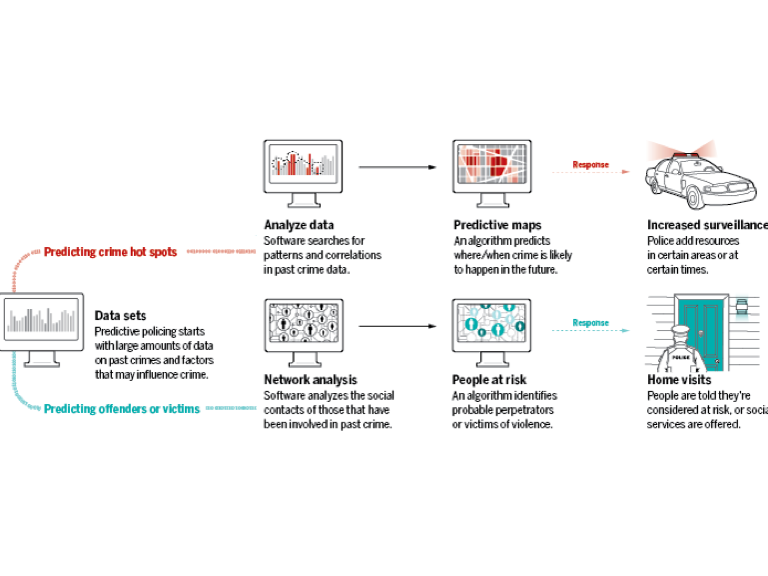 Response
Analyze data
Software searches for
patterns and correlations
in past crime data.
Predictive maps
An algorithm predicts
where/when crime is likely
to happen in the future.
Increased surveillance
Police add resources
in certain areas or at
certain times.
Predicting crime hot spots
Data sets
Predictive policing starts
with large amounts of data
on past crimes and factors
that may influence crime.
Response
POLICE
Network analysis
Software analyzes the social
contacts of those that have
been involved in past crime.
People at risk
An algorithm identifies
probable perpetrators
or victims of violence.
Home visits
People are told they're
considered at risk, or social
services are offered.
Predicting offenders or victims